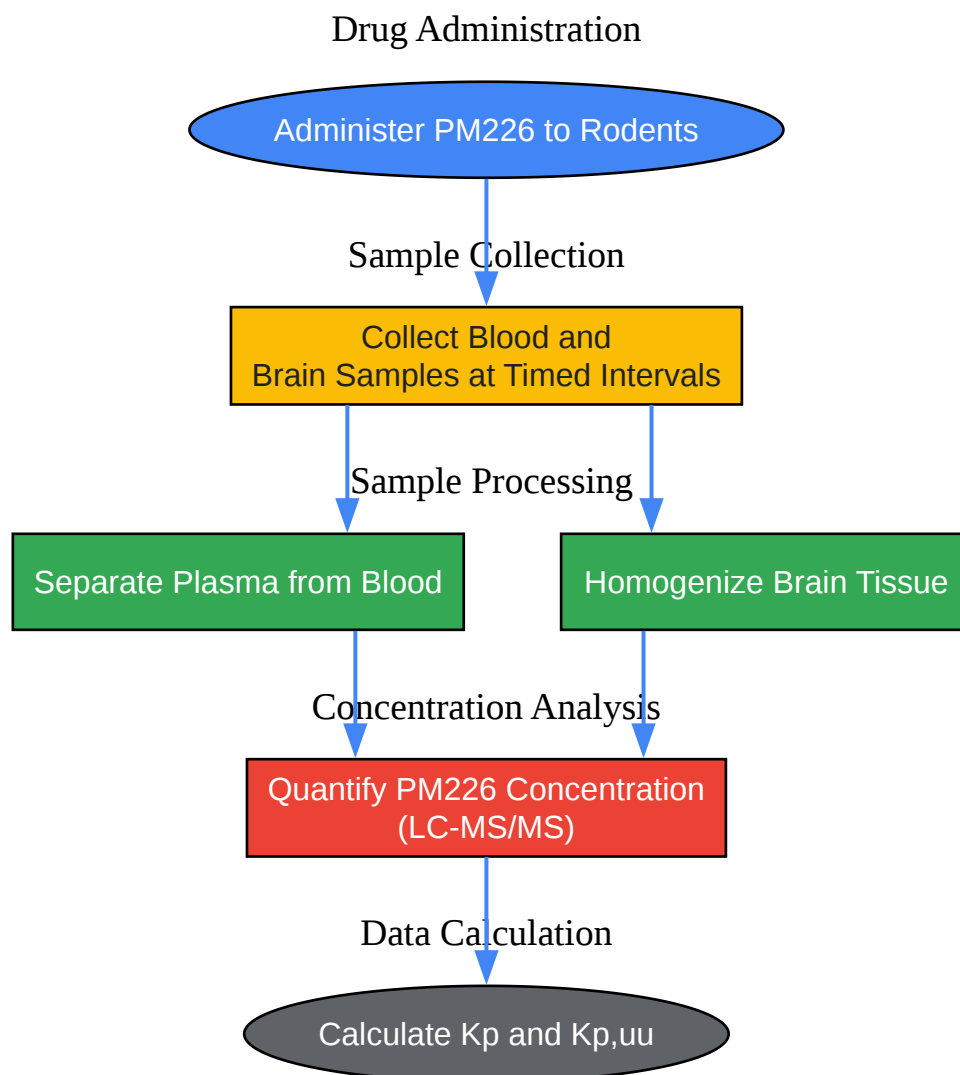 Drug Administration
Administer PM226 to Rodents
Sample Collection
Collect Blood and
Brain Samples at Timed Intervals
Sample Processing
Separate Plasma from Blood
Homogenize Brain Tissue
Concentration Analysis
Quantify PM226 Concentration
(LC-MS/MS)
Data Calculation
Calculate Kp and Kp,uu